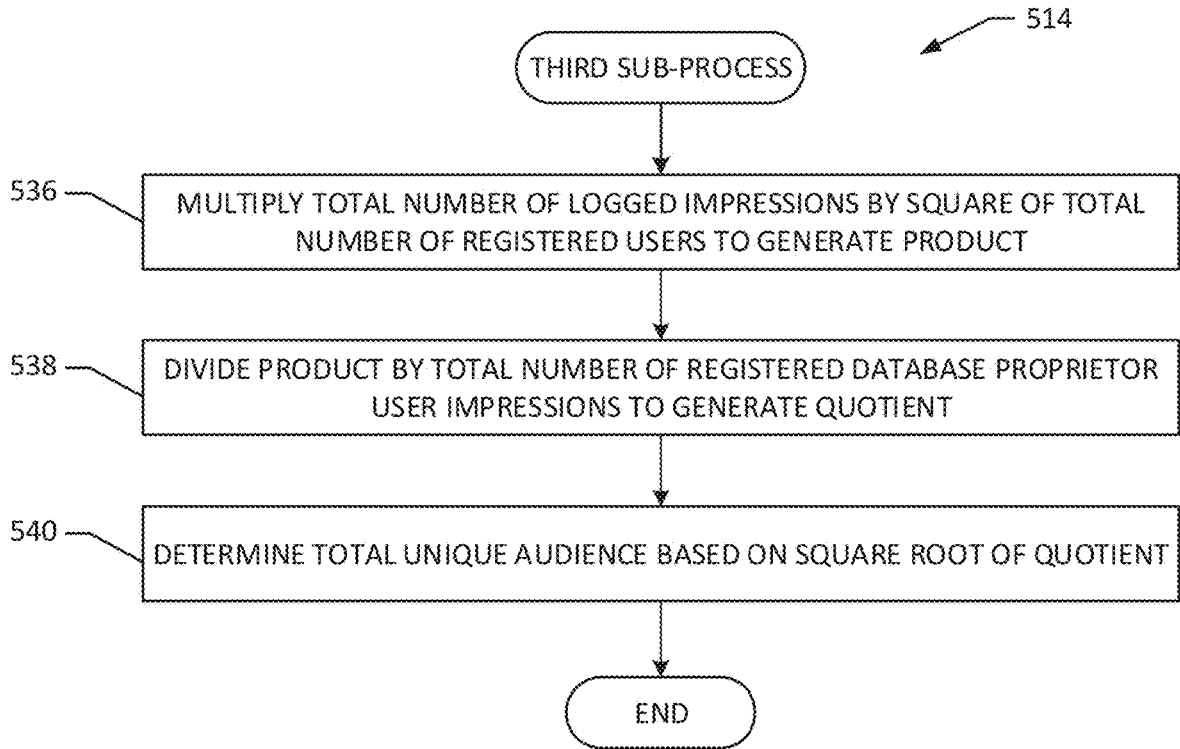 514
THIRD SUB-PROCESS
536
MULTIPLY TOTAL NUMBER OF LOGGED IMPRESSIONS BY SQUARE OF TOTAL
NUMBER OF REGISTERED USERS TO GENERATE PRODUCT
538
DIVIDE PRODUCT BY TOTAL NUMBER OF REGISTERED DATABASE PROPRIETOR
USER IMPRESSIONS TO GENERATE QUOTIENT
540
DETERMINE TOTAL UNIQUE AUDIENCE BASED ON SQUARE ROOT OF QUOTIENT
END